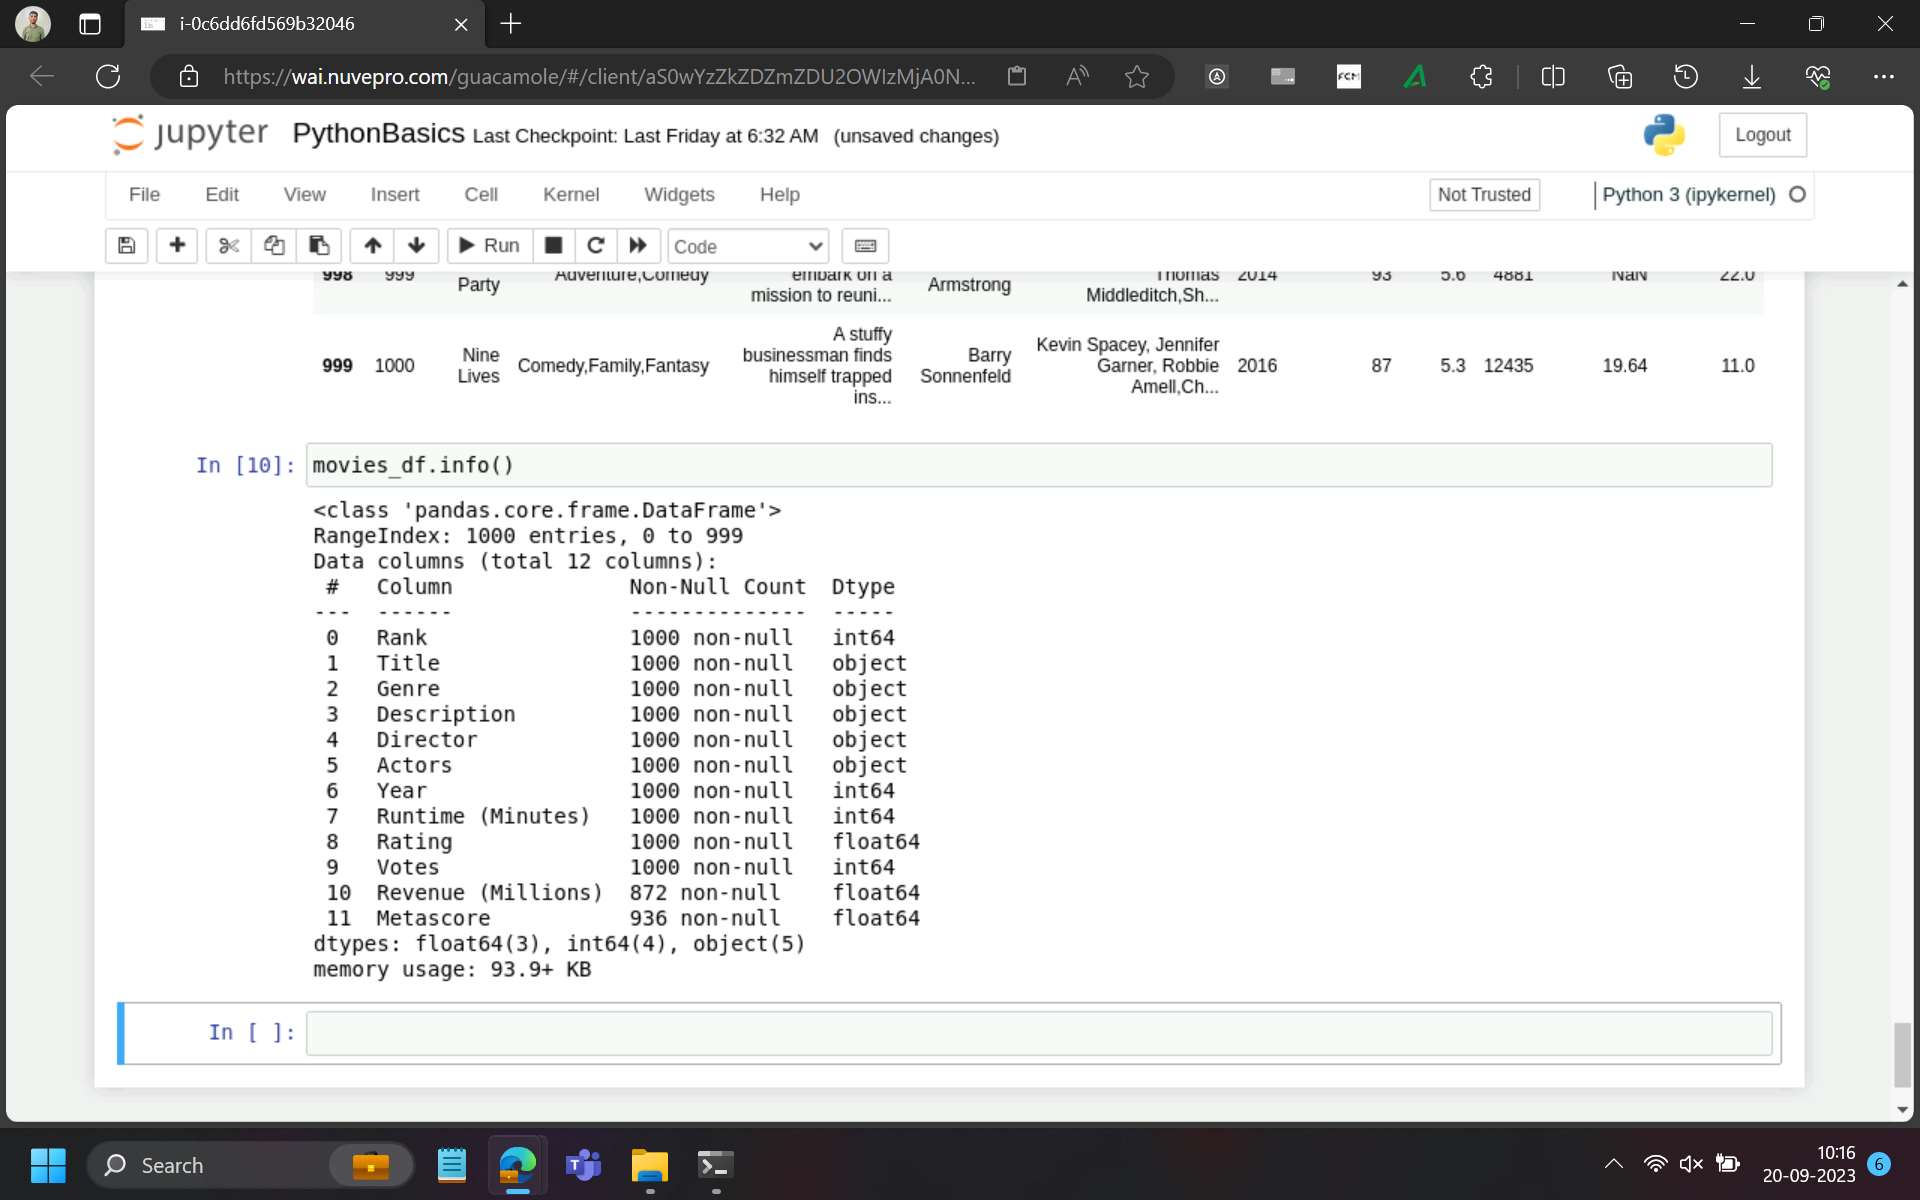 i-0c6dd6fd569b32046
https://wai.nuvepro.com/guacamole/#/client/aS0wYzZkZDZmZDU2OWIzMjA0N...
FCM
jupyter PythonBasics Last Checkpoint: Last Friday at 6:32 AM (unsaved changes)
Logout
File Edit View Insert Cell Kernel Widgets Help
Not Trusted
Python 3 (ipykernel)
Run
Code
998 999 Party Adventure,Comedy embark on a mission to reuni... Armstrong Thomas Middleditch,Sh... 2014 93 5.6 4881 NaN 22.0
999 1000 Nine Lives Comedy,Family,Fantasy A stuffy businessman finds himself trapped ins... Barry Sonnenfeld Kevin Spacey, Jennifer Garner, Robbie Amell,Ch... 2016 87 5.3 12435 19.64 11.0
In [10]: movies_df.info()
<class 'pandas.core.frame.DataFrame'>
RangeIndex: 1000 entries, 0 to 999
Data columns (total 12 columns):
# Column Non-Null Count Dtype
--- ------ -------------- -----
0 Rank 1000 non-null int64
1 Title 1000 non-null object
2 Genre 1000 non-null object
3 Description 1000 non-null object
4 Director 1000 non-null object
5 Actors 1000 non-null object
6 Year 1000 non-null int64
7 Runtime (Minutes) 1000 non-null int64
8 Rating 1000 non-null float64
9 Votes 1000 non-null int64
10 Revenue (Millions) 872 non-null float64
11 Metascore 936 non-null float64
dtypes: float64(3), int64(4), object(5)
memory usage: 93.9+ KB
In [ ]:
Search
10:16
20-09-2023
6